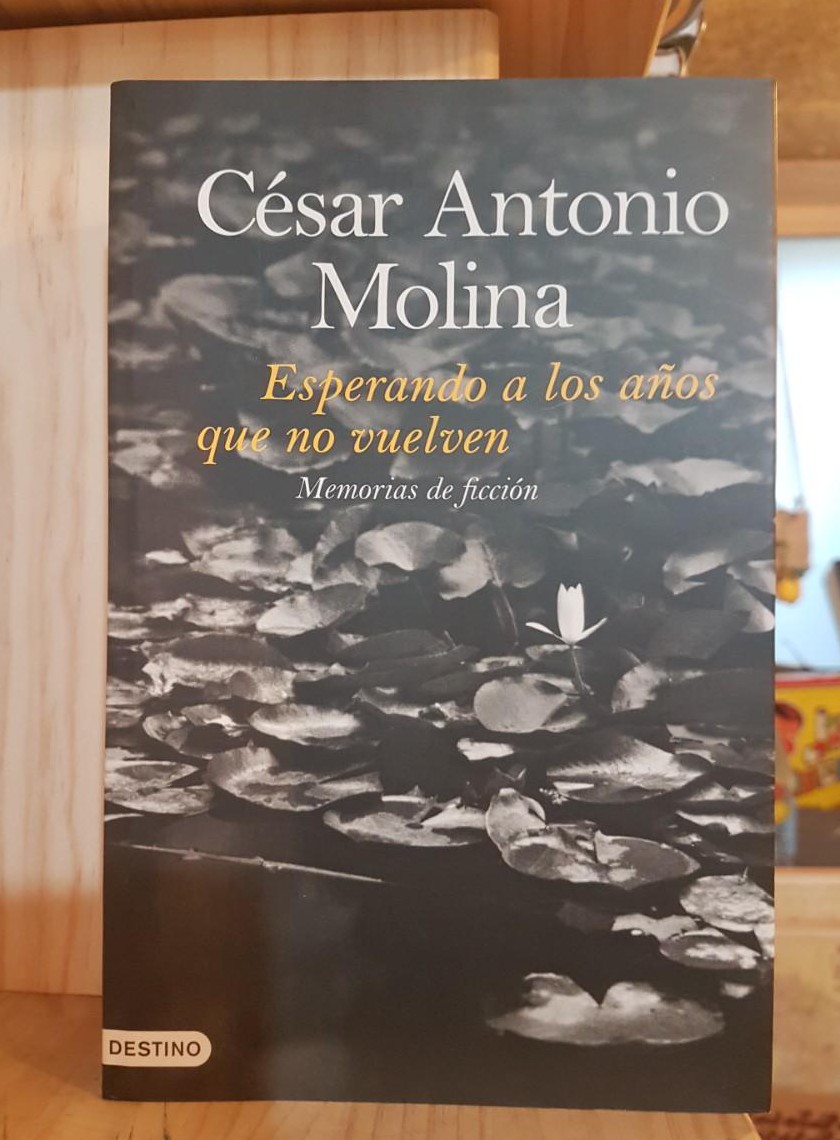 César Antonio
Molina
Esperando a los años
que no vuelven
Memorias de ficción
DESTINO